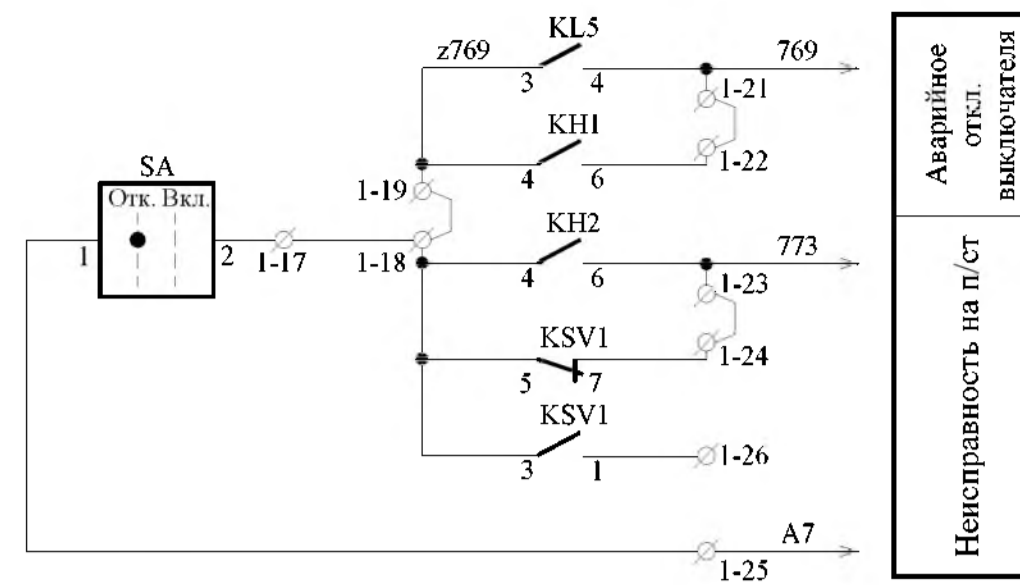 KL5
z769
769
3
4
1-21
KH1
1-22
4
6
1-19
SA
Отк. Вкл.
1
2
1-17
1-18
KH2
773
4
6
1-23
KSV1
1-24
5
7
KSV1
3
1
1-26
A7
1-25
Аварийное
откл.
выключателя
Неисправность на п/ст